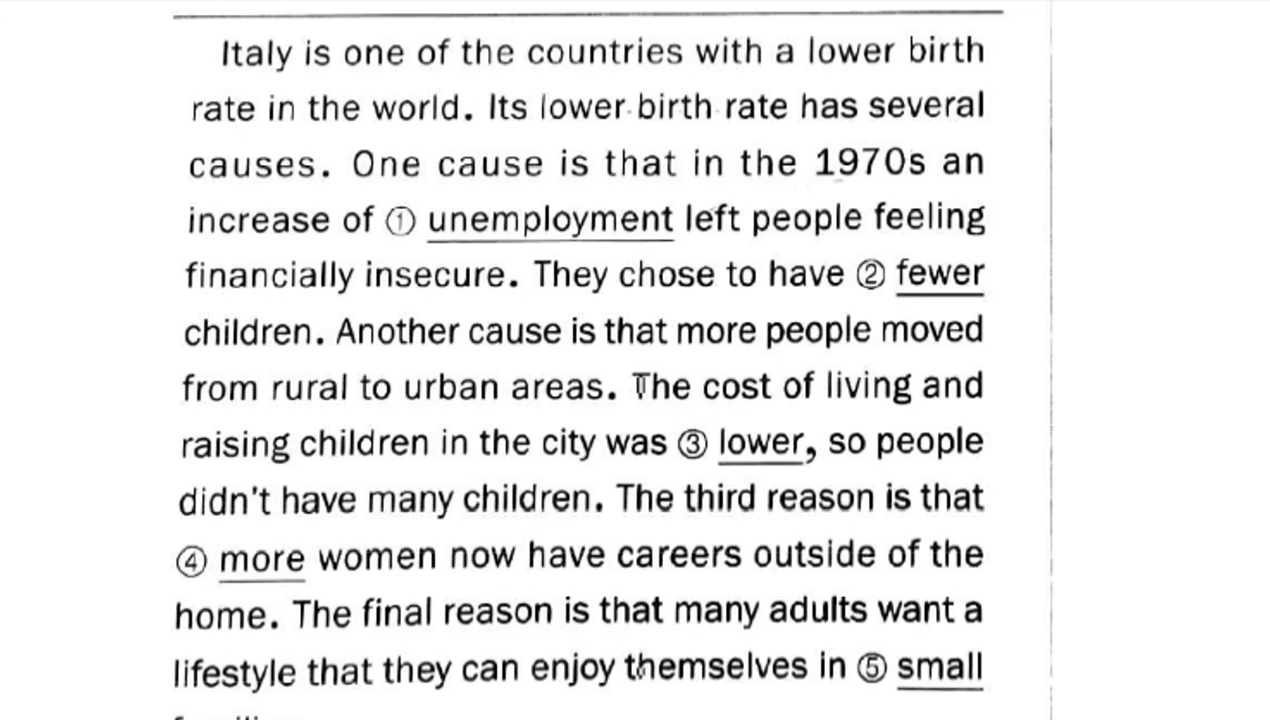 Italy is one of the countries with a lower birth
rate in the world. Its lower birth rate has several
causes. One cause is that in the 1970s an
increase of ① unemployment left people feeling
financially insecure. They chose to have ② fewer
children. Another cause is that more people moved
from rural to urban areas. The cost of living and
raising children in the city was ③ lower, so people
didn't have many children. The third reason is that
④ more women now have careers outside of the
home. The final reason is that many adults want a
lifestyle that they can enjoy themselves in ⑤ small